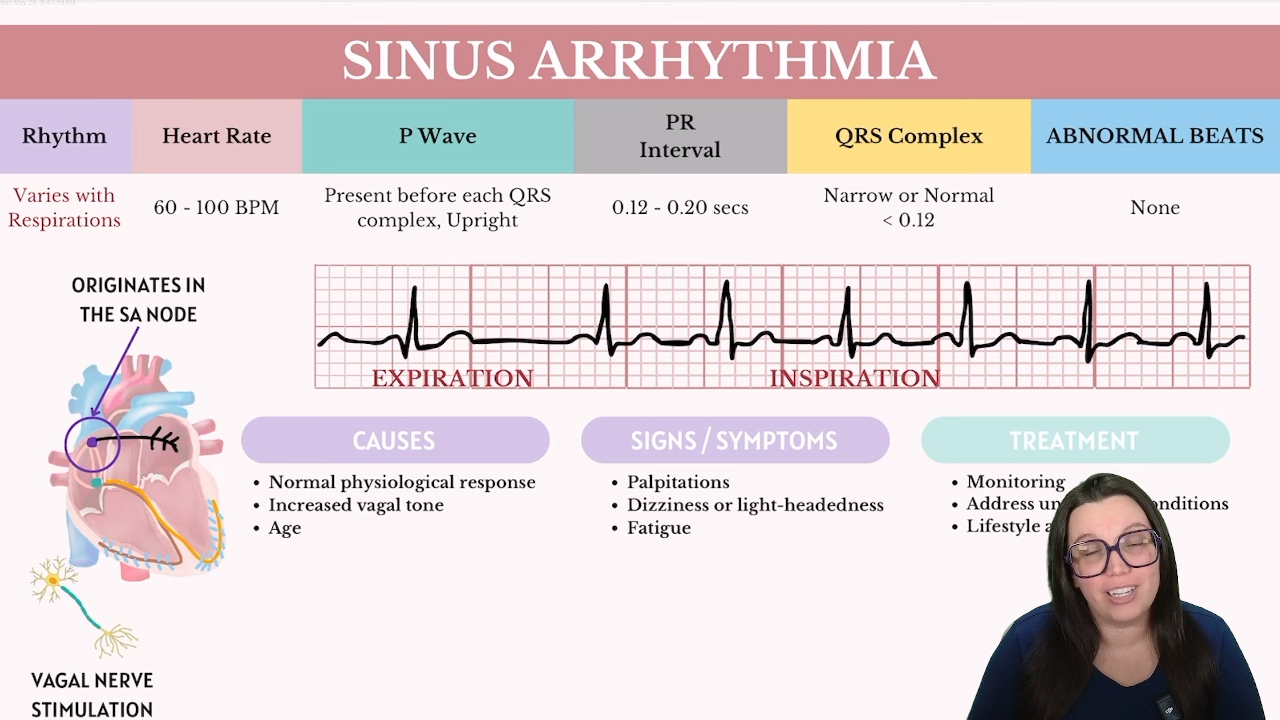 SINUS ARRHYTHMIA
Rhythm
Heart Rate
P Wave
PR
Interval
QRS Complex
ABNORMAL BEATS
Varies with
Respirations
60 - 100 BPM
Present before each QRS
complex, Upright
0.12 - 0.20 secs
Narrow or Normal
< 0.12
None
ORIGINATES IN
THE SA NODE
EXPIRATION
INSPIRATION
CAUSES
• Normal physiological response
• Increased vagal tone
• Age
SIGNS / SYMPTOMS
• Palpitations
• Dizziness or light-headedness
• Fatigue
TREATMENT
• Monitoring
• Address
• Lifestyle
VAGAL NERVE
STIMULATION